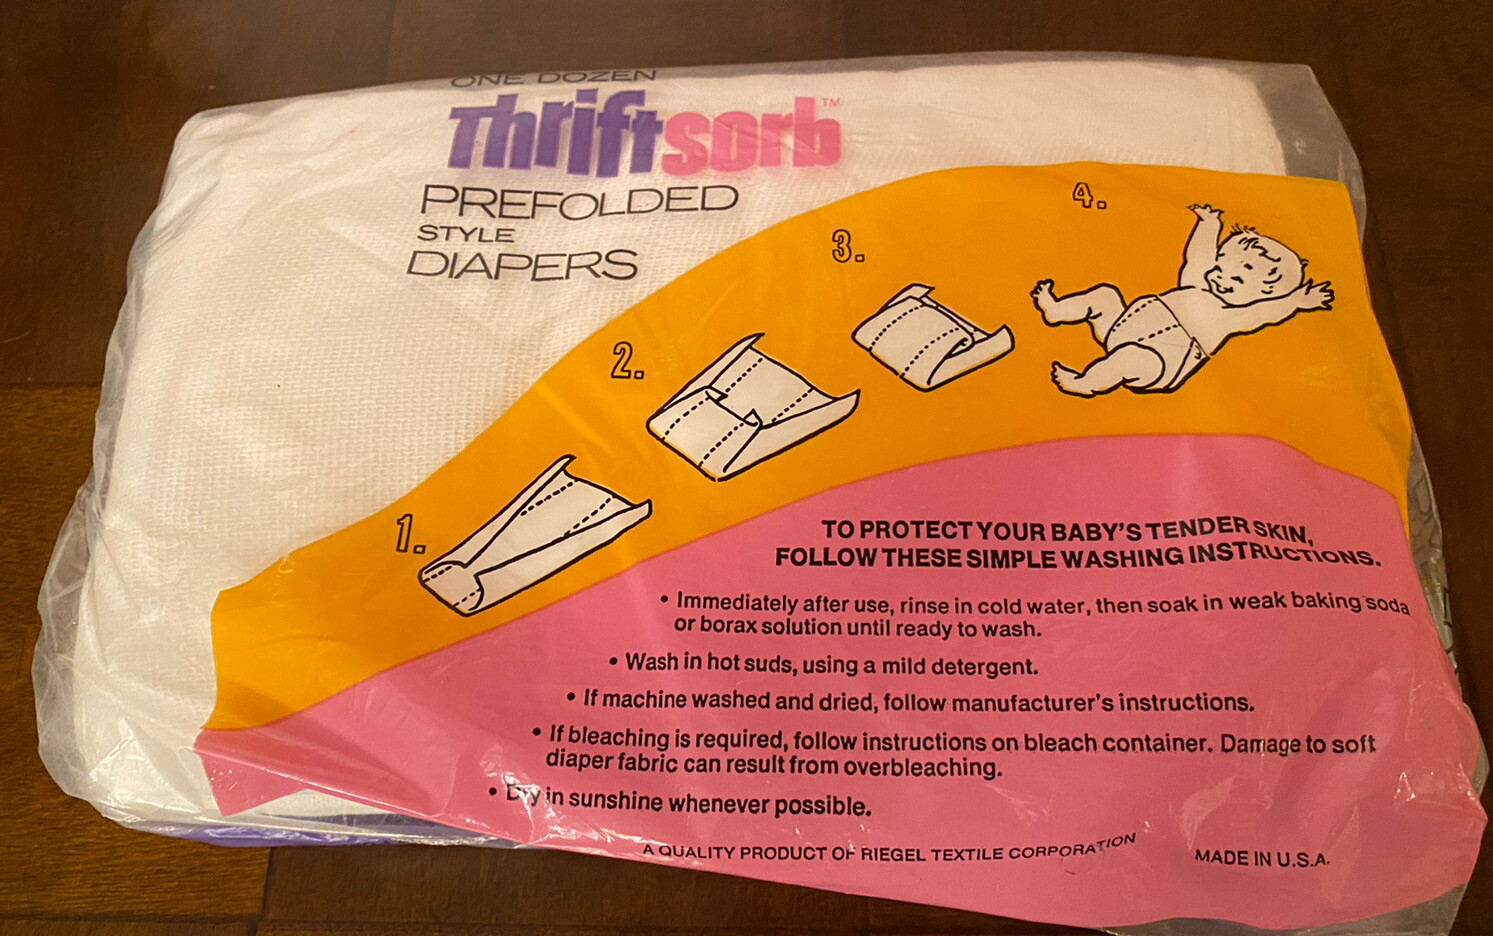 ONE DOZEN
Thriftsorb™
PREFOLDED
STYLE
DIAPERS
1.
2.
3.
4.
TO PROTECT YOUR BABY'S TENDER SKIN,
FOLLOW THESE SIMPLE WASHING INSTRUCTIONS.
• Immediately after use, rinse in cold water, then soak in weak baking soda
or borax solution until ready to wash.
• Wash in hot suds, using a mild detergent.
• If machine washed and dried, follow manufacturer's instructions.
• If bleaching is required, follow instructions on bleach container. Damage to soft
diaper fabric can result from overbleaching.
• Dry in sunshine whenever possible.
A QUALITY PRODUCT OF RIEGEL TEXTILE CORPORATION
MADE IN U.S.A.